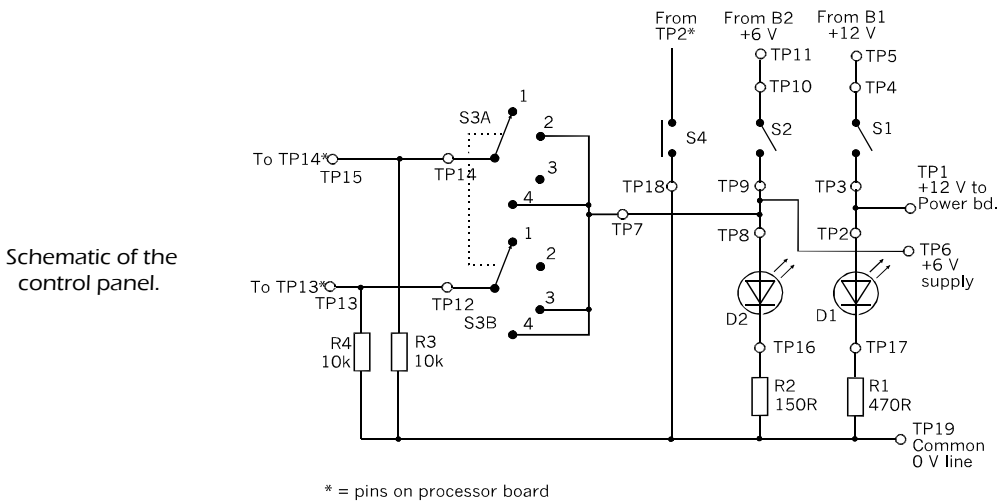 From
TP2*
From B2
+6 V
From B1
+12 V
TP11
TP5
TP10
TP4
1
S3A
2
S4
S2
S1
To TP14*
TP15
TP14
3
TP18
TP9
TP3
TP1
+12 V to
Power bd.
4
1
TP7
TP8
TP2
TP6
+6 V
supply
Schematic of the
control panel.
2
To TP13*
TP13
TP12
3
S3B
4
D2
D1
R4
10k
R3
10k
TP16
TP17
R2
150R
R1
470R
TP19
Common
0 V line
* = pins on processor board